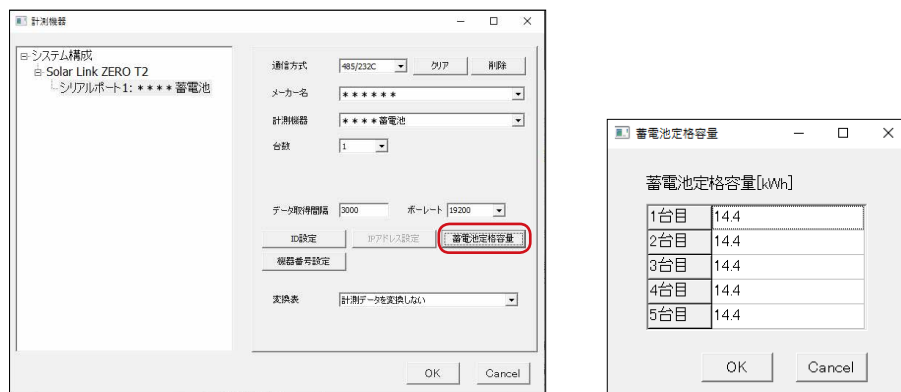 計測機器
システム構成
Solar Link ZERO T2
シリアルポート1: ＊＊＊＊蓄電池
通信方式 485/232C クリア 削除
メーカー名 ＊＊＊＊＊＊
計測機器 ＊＊＊＊蓄電池
台数 1
データ取得間隔 3000 ボーレート 19200
ID設定 IPアドレス設定 蓄電池定格容量
機器番号設定
変換表 計測データを変換しない
OK Cancel
蓄電池定格容量
蓄電池定格容量[kWh]
1台目 14.4
2台目 14.4
3台目 14.4
4台目 14.4
5台目 14.4
OK Cancel